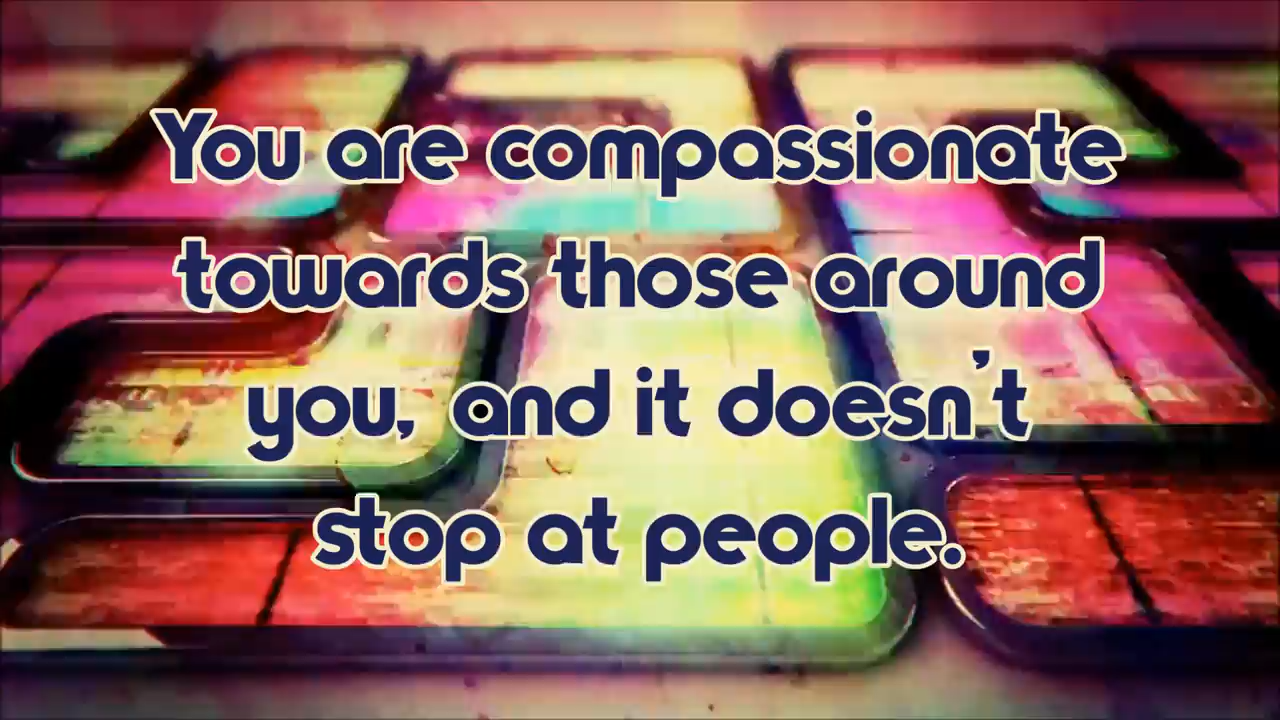 You are compassionate
towards those around
you, and it doesn't
stop at people.